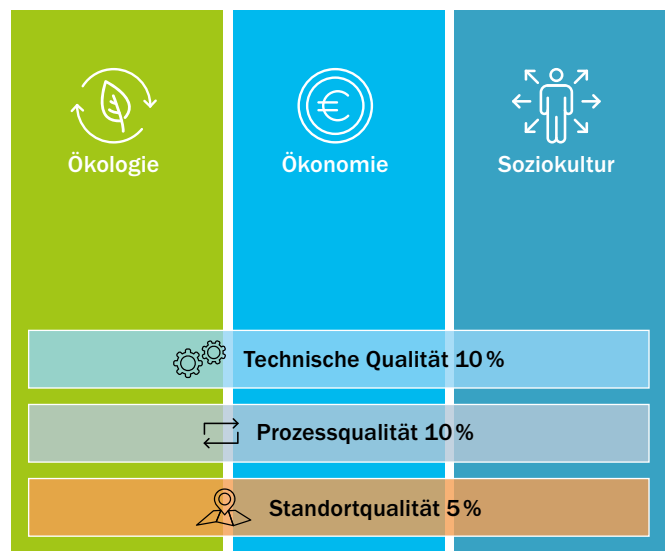 Ökologie
Ökonomie
Soziokultur
Technische Qualität 10 %
Prozessqualität 10 %
Standortqualität 5 %